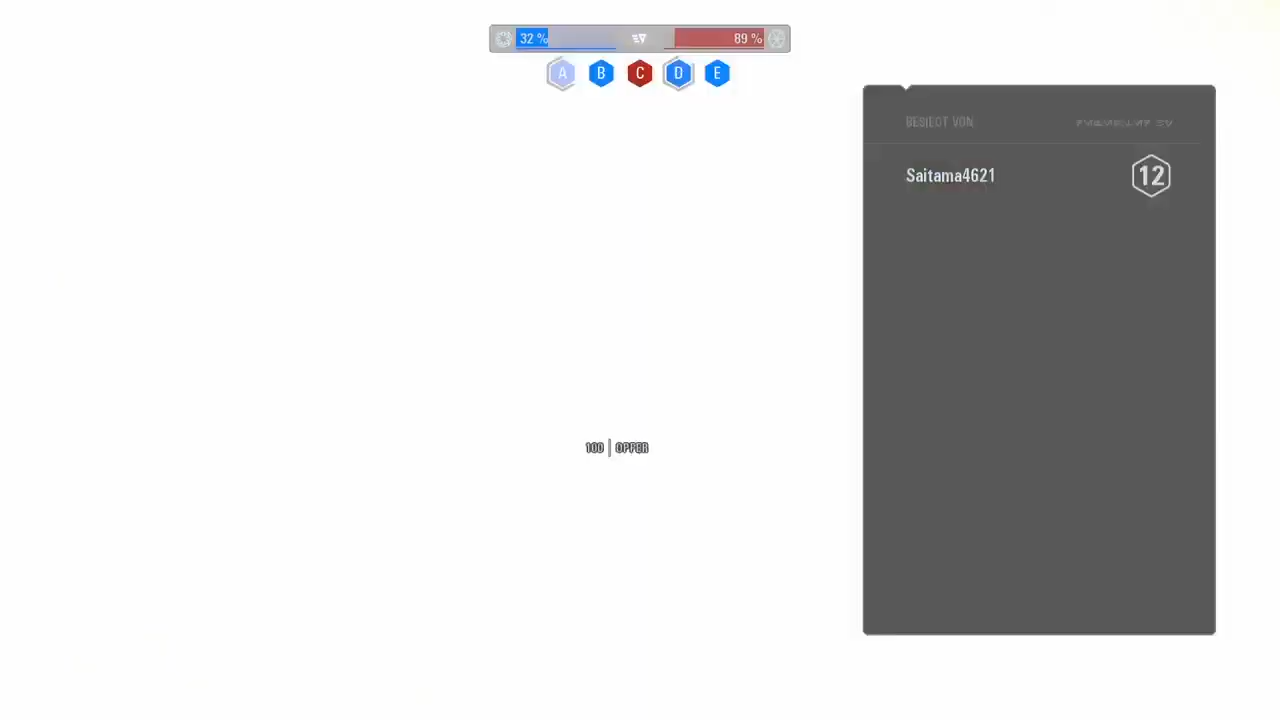 32 % 89 %
A B C D E
BESIEGT VON
Saitama4621 12
100 | OPFER